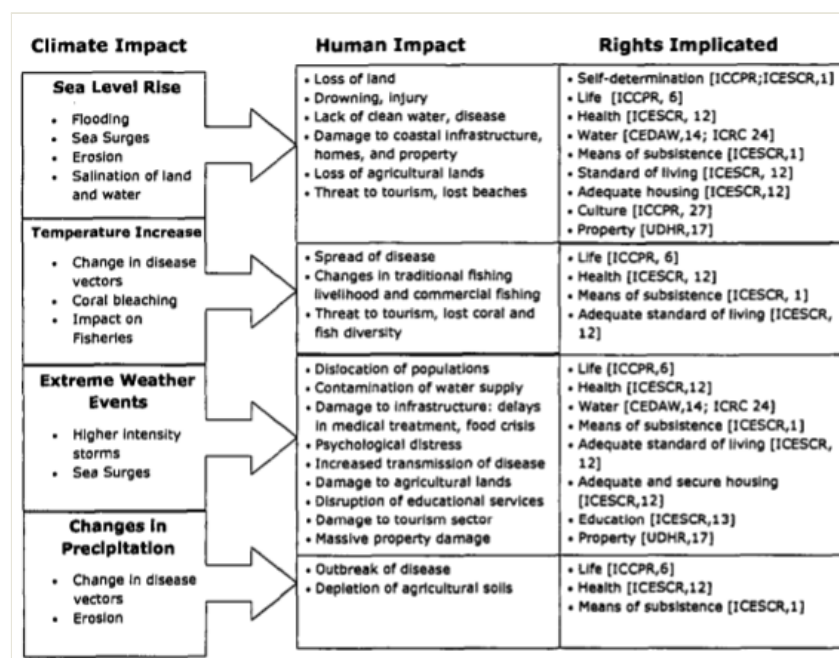 Climate Impact
Human Impact
Rights Implicated
Sea Level Rise
• Flooding
• Sea Surges
• Erosion
• Salination of land
and water
• Loss of land
• Drowning, injury
• Lack of clean water, disease
• Damage to coastal infrastructure,
homes, and property
• Loss of agricultural lands
• Threat to tourism, lost beaches
• Self-determination [ICCPR;ICESCR,1]
• Life [ICCPR, 6]
• Health [ICESCR, 12]
• Water [CEDAW,14; ICRC 24]
• Means of subsistence [ICESCR,1]
• Standard of living [ICESCR, 12]
• Adequate housing [ICESCR,12]
• Culture [ICCPR, 27]
• Property [UDHR,17]
Temperature Increase
• Change in disease
vectors
• Coral bleaching
• Impact on
Fisheries
• Spread of disease
• Changes in traditional fishing
livelihood and commercial fishing
• Threat to tourism, lost coral and
fish diversity
• Life [ICCPR, 6]
• Health [ICESCR, 12]
• Means of subsistence [ICESCR, 1]
• Adequate standard of living [ICESCR,
12]
Extreme Weather
Events
• Higher intensity
storms
• Sea Surges
• Dislocation of populations
• Contamination of water supply
• Damage to infrastructure: delays
in medical treatment, food crisis
• Psychological distress
• Increased transmission of disease
• Damage to agricultural lands
• Disruption of educational services
• Damage to tourism sector
• Massive property damage
• Life [ICCPR,6]
• Health [ICESCR,12]
• Water [CEDAW,14; ICRC 24]
• Means of subsistence [ICESCR,1]
• Adequate standard of living [ICESCR,
12]
• Adequate and secure housing
[ICESCR,12]
• Education [ICESCR,13]
• Property [UDHR,17]
Changes in
Precipitation
• Change in disease
vectors
• Erosion
• Outbreak of disease
• Depletion of agricultural soils
• Life [ICCPR,6]
• Health [ICESCR,12]
• Means of subsistence [ICESCR,1]